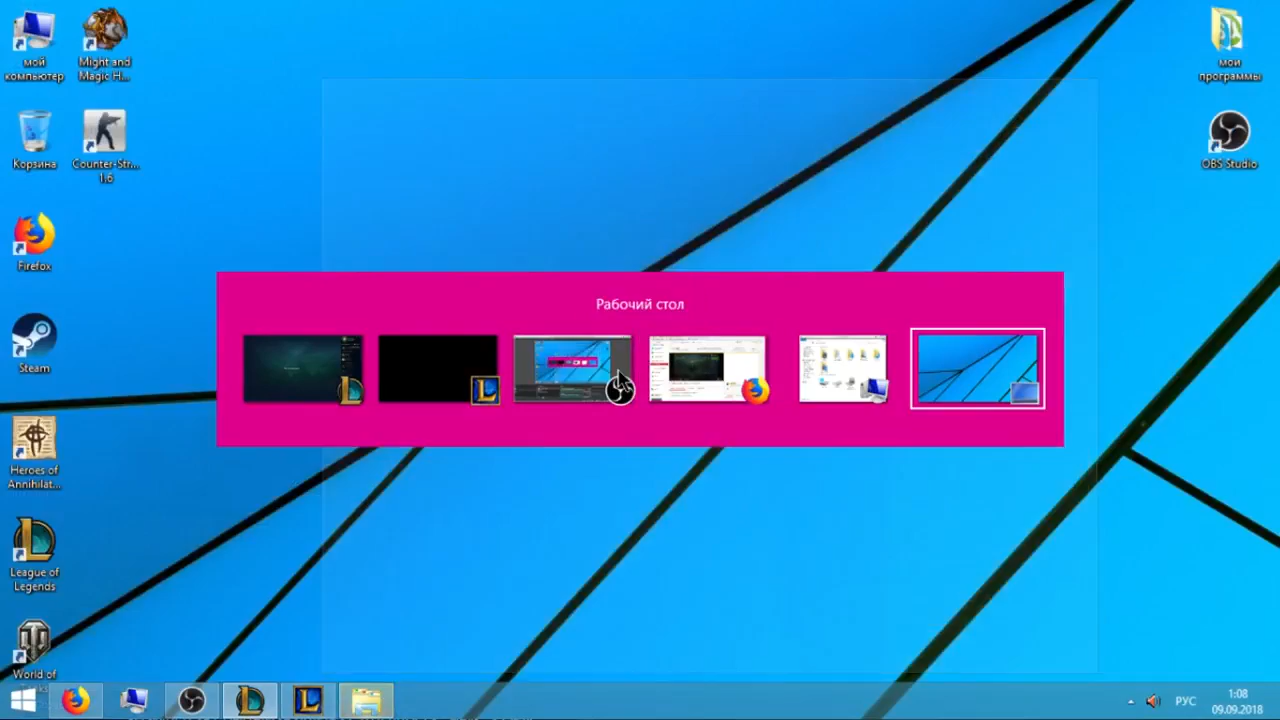 мой
компьютер
Might and
Magic H...
мои
программы
Корзина
Counter-Str...
1.6
OBS Studio
Firefox
Рабочий стол
Steam
Heroes of
Annihilat...
League of
Legends
World of
РУС
1:08
09.09.2018